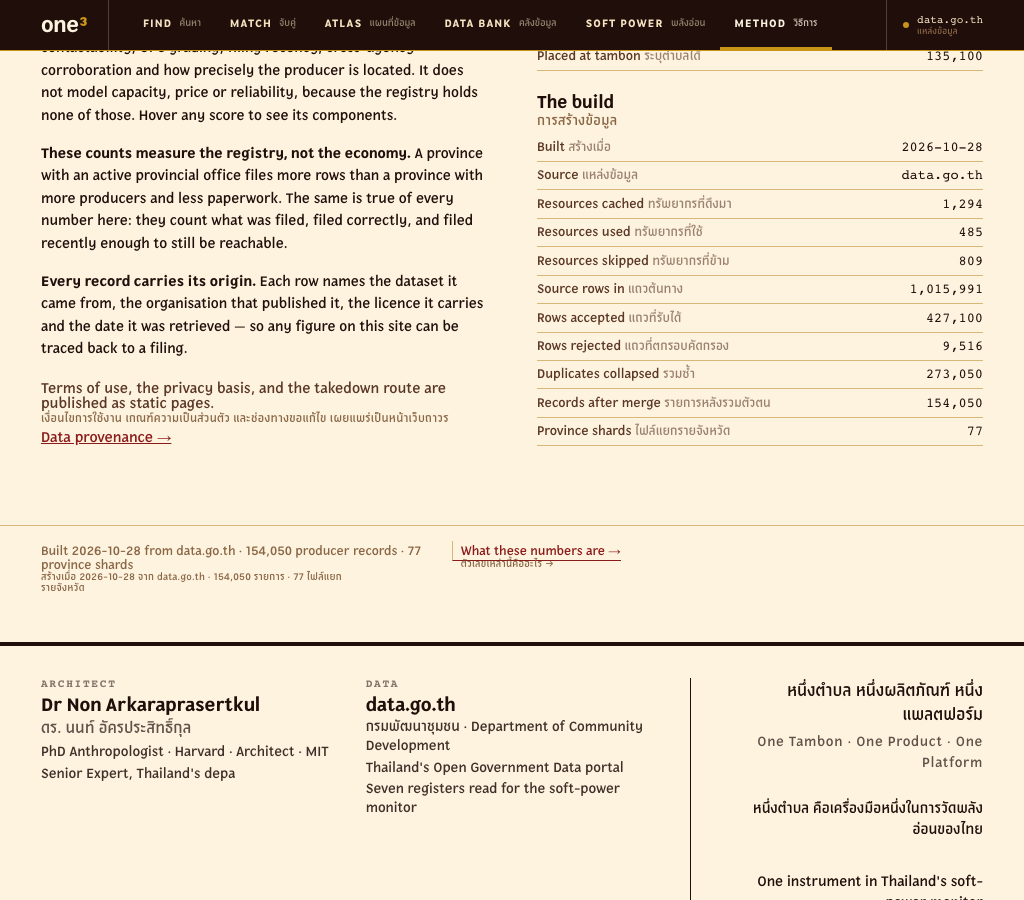 one³
FIND ค้นหา
MATCH จับคู่
ATLAS แผนที่ข้อมูล
DATA BANK คลังข้อมูล
SOFT POWER พลังอ่อน
METHOD วิธีการ
data.go.th
แหล่งข้อมูล
corroboration and how precisely the producer is located. It does
not model capacity, price or reliability, because the registry holds
none of those. Hover any score to see its components.
These counts measure the registry, not the economy. A province
with an active provincial office files more rows than a province with
more producers and less paperwork. The same is true of every
number here: they count what was filed, filed correctly, and filed
recently enough to still be reachable.
Every record carries its origin. Each row names the dataset it
came from, the organisation that published it, the licence it carries
and the date it was retrieved — so any figure on this site can be
traced back to a filing.
Terms of use, the privacy basis, and the takedown route are
published as static pages.
เงื่อนไขการใช้งาน เกณฑ์ความเป็นส่วนตัว และช่องทางขอแก้ไข เผยแพร่เป็นหน้าเว็บถาวร
Data provenance →
Placed at tambon ระบุตำบลได้ 135,100
The build
การสร้างข้อมูล
Built สร้างเมื่อ 2026-10-28
Source แหล่งข้อมูล data.go.th
Resources cached ทรัพยากรที่ดึงมา 1,294
Resources used ทรัพยากรที่ใช้ 485
Resources skipped ทรัพยากรที่ข้าม 809
Source rows in แถวต้นทาง 1,015,991
Rows accepted แถวที่รับได้ 427,100
Rows rejected แถวที่ตกรอบคัดกรอง 9,516
Duplicates collapsed รวมซ้ำ 273,050
Records after merge รายการหลังรวมตัวตน 154,050
Province shards ไฟล์แยกรายจังหวัด 77
Built 2026-10-28 from data.go.th · 154,050 producer records · 77
province shards
สร้างเมื่อ 2026-10-28 จาก data.go.th · 154,050 รายการ · 77 ไฟล์แยก
รายจังหวัด
What these numbers are →
ตัวเลขเหล่านี้คืออะไร →
ARCHITECT
Dr Non Arkaraprasertkul
ดร. นนท์ อัครประสิทธิ์กุล
PhD Anthropologist · Harvard · Architect · MIT
Senior Expert, Thailand's depa
DATA
data.go.th
กรมพัฒนาชุมชน · Department of Community
Development
Thailand's Open Government Data portal
Seven registers read for the soft-power
monitor
หนึ่งตำบล หนึ่งผลิตภัณฑ์ หนึ่ง
แพลตฟอร์ม
One Tambon · One Product · One
Platform
หนึ่งตำบล คือเครื่องมือหนึ่งในการวัดพลัง
อ่อนของไทย
One instrument in Thailand's soft-